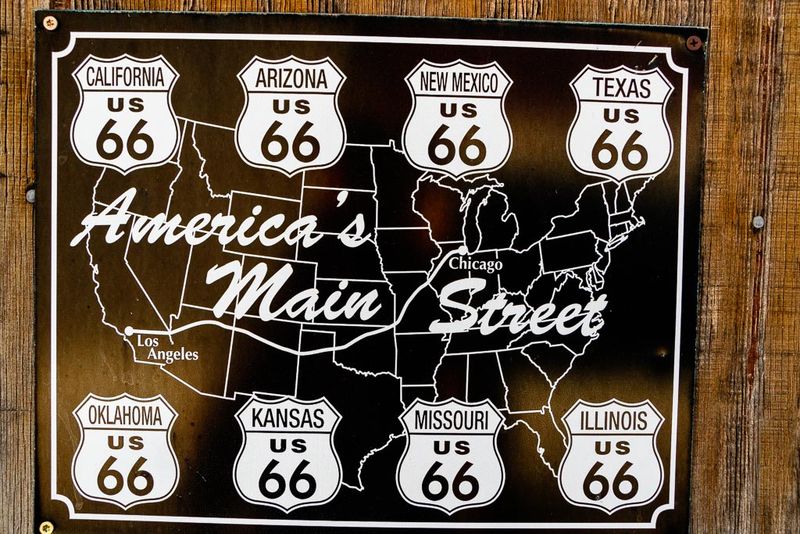 CALIFORNIA
US
66
ARIZONA
US
66
NEW MEXICO
US
66
TEXAS
US
66
America's
Main
Street
Chicago
Los
Angeles
OKLAHOMA
US
66
KANSAS
US
66
MISSOURI
US
66
ILLINOIS
US
66